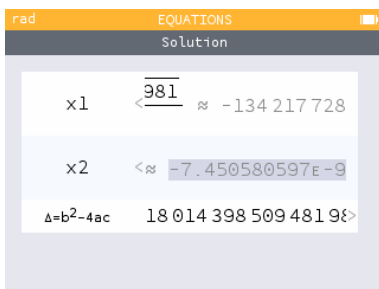 rad EQUATIONS
Solution
x1 < 981 ≈ -134 217 728
x2 <≈ -7.450580597ᴇ-9
Δ=b²-4ac 18 014 398 509 481 98>